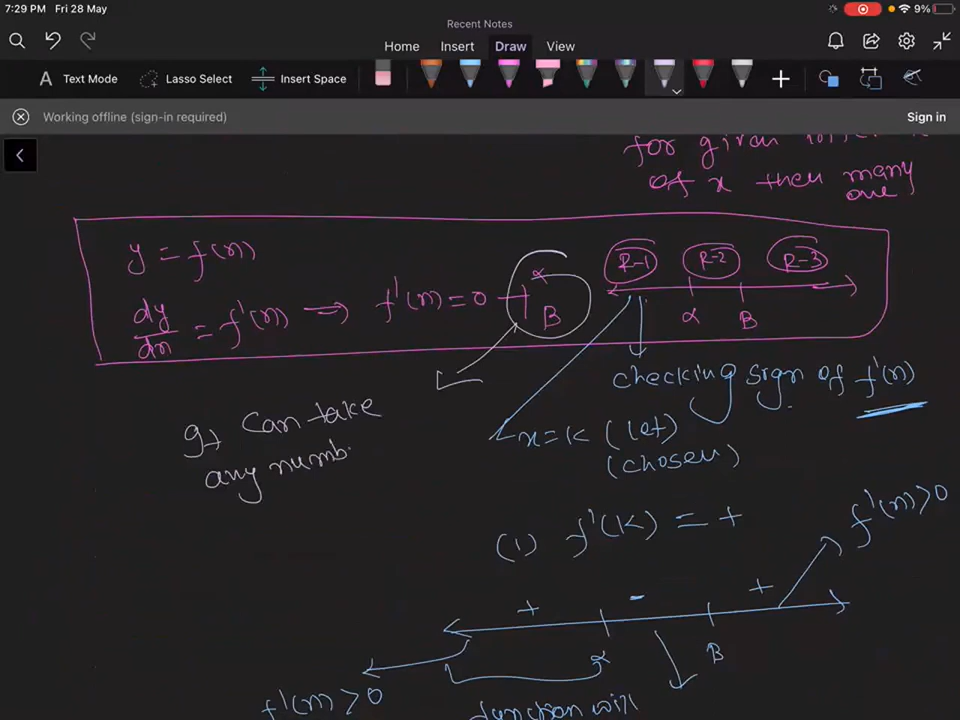 7:29 PM Fri 28 May
9%
Recent Notes
Home Insert Draw View
Text Mode Lasso Select Insert Space
Working offline (sign-in required) Sign in
for given
of x then many
one
y = f(n)
R-1 R-2 R-3
dy/dn = f'(n) ⟹ f'(n) = 0 α β
α β
checking sign of f'(n)
It can take
any numb
x = k (let)
(chosen)
(1) f'(k) = +
f'(n) > 0
+ - +
α β
f'(n) > 0
function will